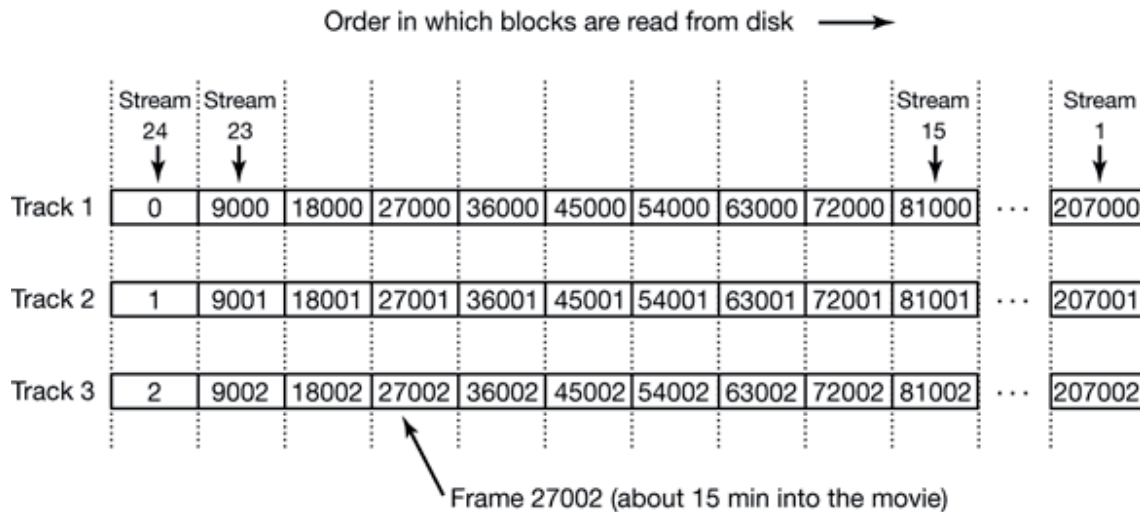 Order in which blocks are read from disk
Stream Stream Stream Stream
24 23 15 1
Track 1 0 9000 18000 27000 36000 45000 54000 63000 72000 81000 ... 207000
Track 2 1 9001 18001 27001 36001 45001 54001 63001 72001 81001 ... 207001
Track 3 2 9002 18002 27002 36002 45002 54002 63002 72002 81002 ... 207002
Frame 27002 (about 15 min into the movie)